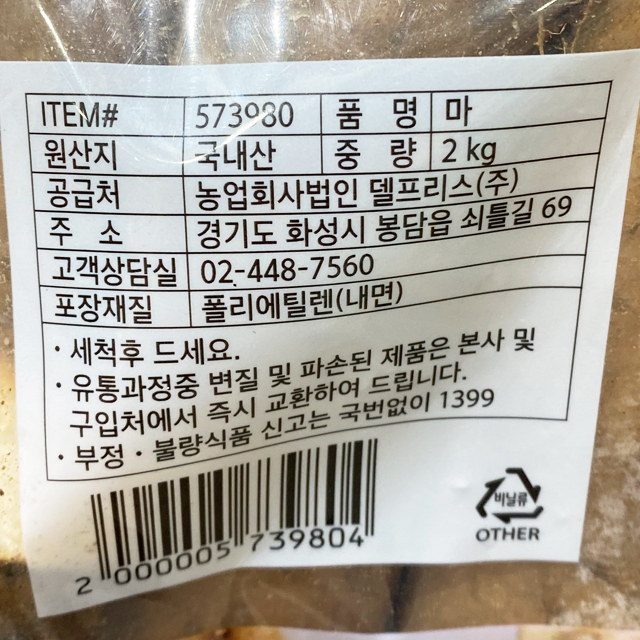 ITEM# 573980 품 명 마
원산지 국내산 중 량 2 kg
공급처 농업회사법인 델프리스(주)
주 소 경기도 화성시 봉담읍 쇠틀길 69
고객상담실 02-448-7560
포장재질 폴리에틸렌(내면)
· 세척후 드세요.
· 유통과정중 변질 및 파손된 제품은 본사 및
구입처에서 즉시 교환하여 드립니다.
· 부정 · 불량식품 신고는 국번없이 1399
2 000005 739804
비닐류
OTHER